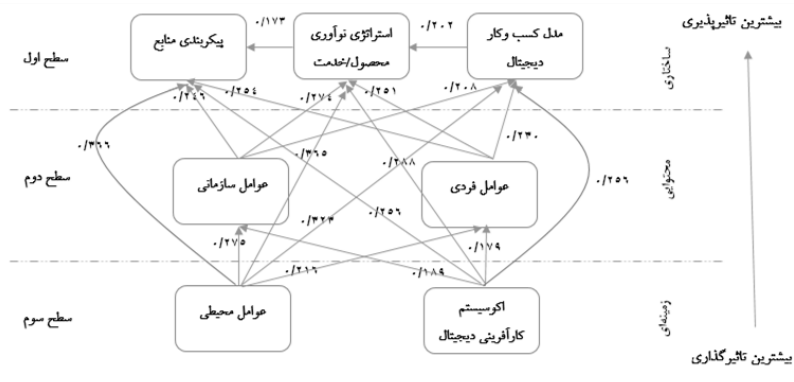 بیشترین تاثیرپذیری
۰/۱۷۳
۰/۲۰۲
پیکربندی منابع
استراتژی نوآوری
محصول/خدمت
مدل کسب وکار
دیجیتال
سطح اول
ساختاری
۰/۲۴۶
۰/۲۵۴
۰/۲۷۴
۰/۲۵۱
۰/۲۰۸
۰/۳۶۶
۰/۳۶۵
۰/۲۸۸
۰/۲۳۰
سطح دوم
عوامل سازمانی
عوامل فردی
محتوایی
۰/۲۵۶
۰/۳۲۳
۰/۲۵۶
۰/۲۷۵
۰/۱۷۹
۰/۲۱۶
۰/۱۸۹
سطح سوم
عوامل محیطی
اکوسیستم
کارآفرینی دیجیتال
زمینه‌ای
بیشترین تاثیرگذاری